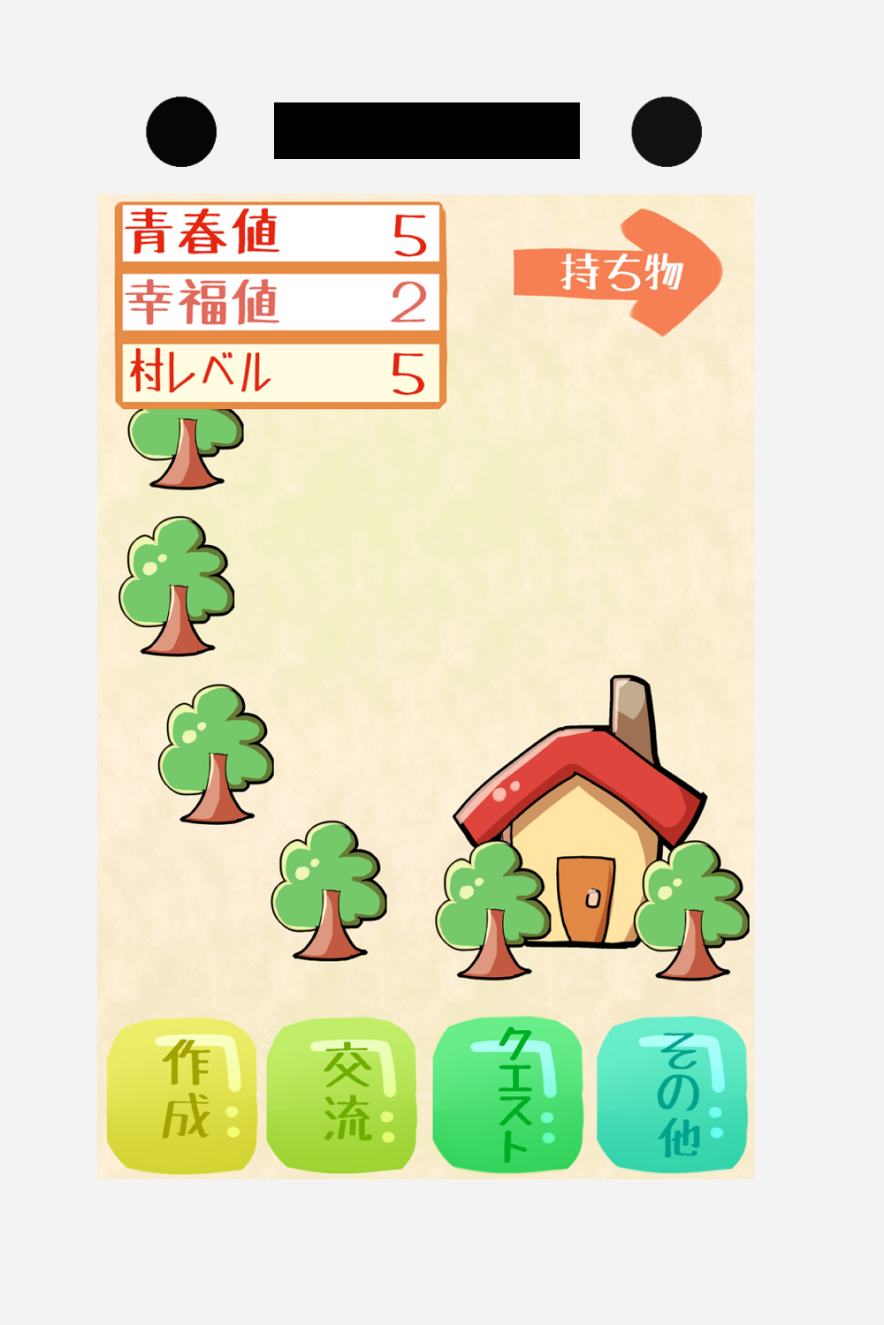 青春値 5
幸福値 2
村レベル 5
持ち物
作成
交流
クエスト
その他